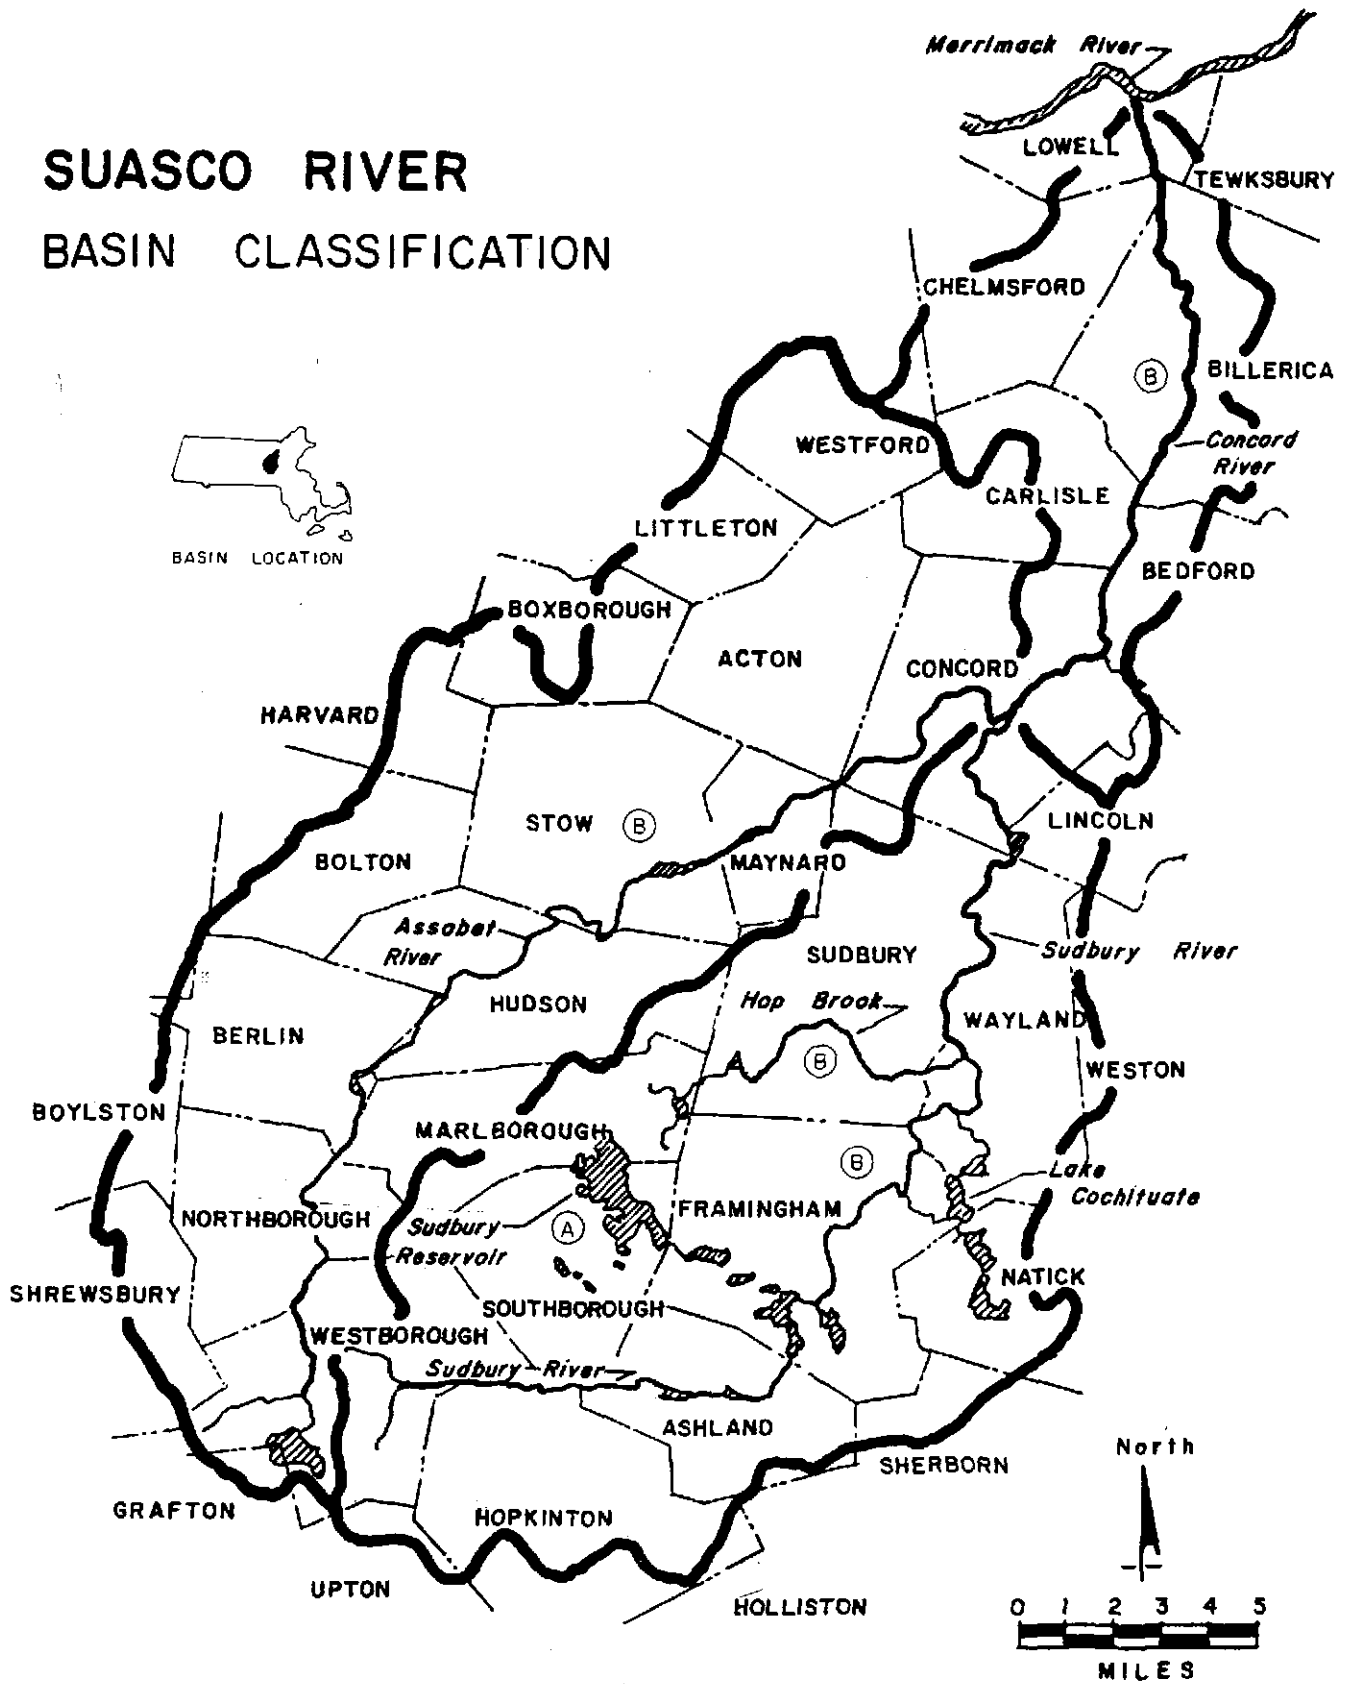 Merrimack River
SUASCO RIVER
BASIN CLASSIFICATION
LOWELL
TEWKSBURY
CHELMSFORD
B
BILLERICA
WESTFORD
Concord
River
CARLISLE
LITTLETON
BASIN LOCATION
BEDFORD
BOXBOROUGH
ACTON
CONCORD
HARVARD
STOW
B
LINCOLN
BOLTON
MAYNARD
Assabet
River
SUDBURY
Sudbury River
HUDSON
Hop Brook
WAYLAND
BERLIN
B
WESTON
BOYLSTON
MARLBOROUGH
B
Lake
Cochituate
NORTHBOROUGH
Sudbury
Reservoir
A
FRAMINGHAM
SHREWSBURY
SOUTHBOROUGH
NATICK
WESTBOROUGH
Sudbury River
ASHLAND
SHERBORN
North
GRAFTON
HOPKINTON
UPTON
HOLLISTON
0 1 2 3 4 5
MILES